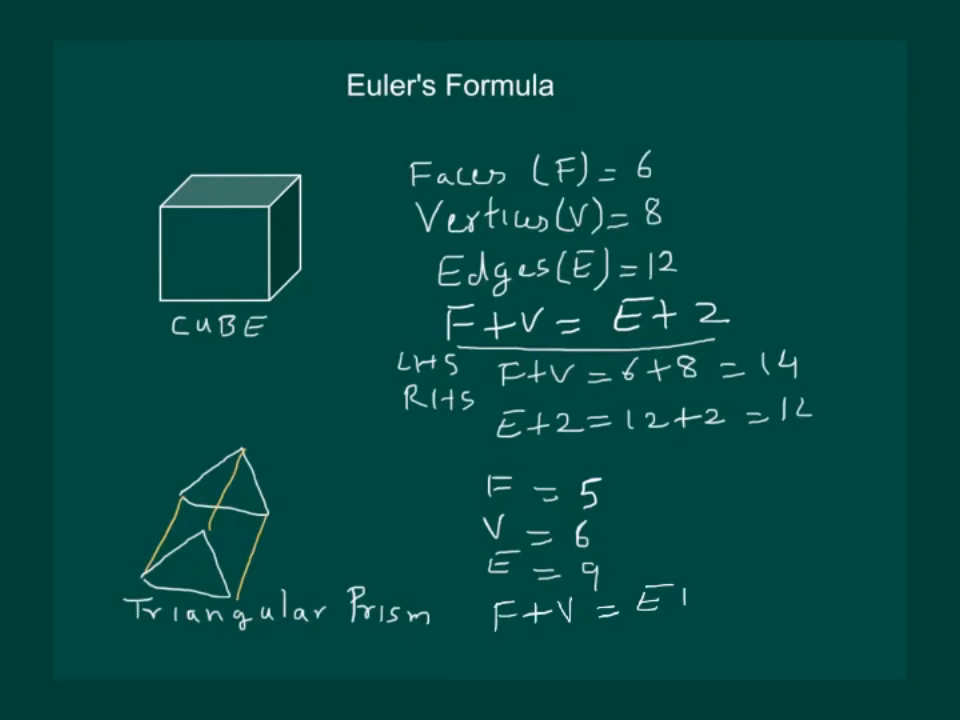 Euler's Formula
Faces (F) = 6
Vertices (V) = 8
Edges (E) = 12
CUBE
F+V = E+2
LHS F+V = 6+8 = 14
RHS
E+2 = 12+2 = 14
F = 5
V = 6
E = 9
Triangular Prism
F+V = E